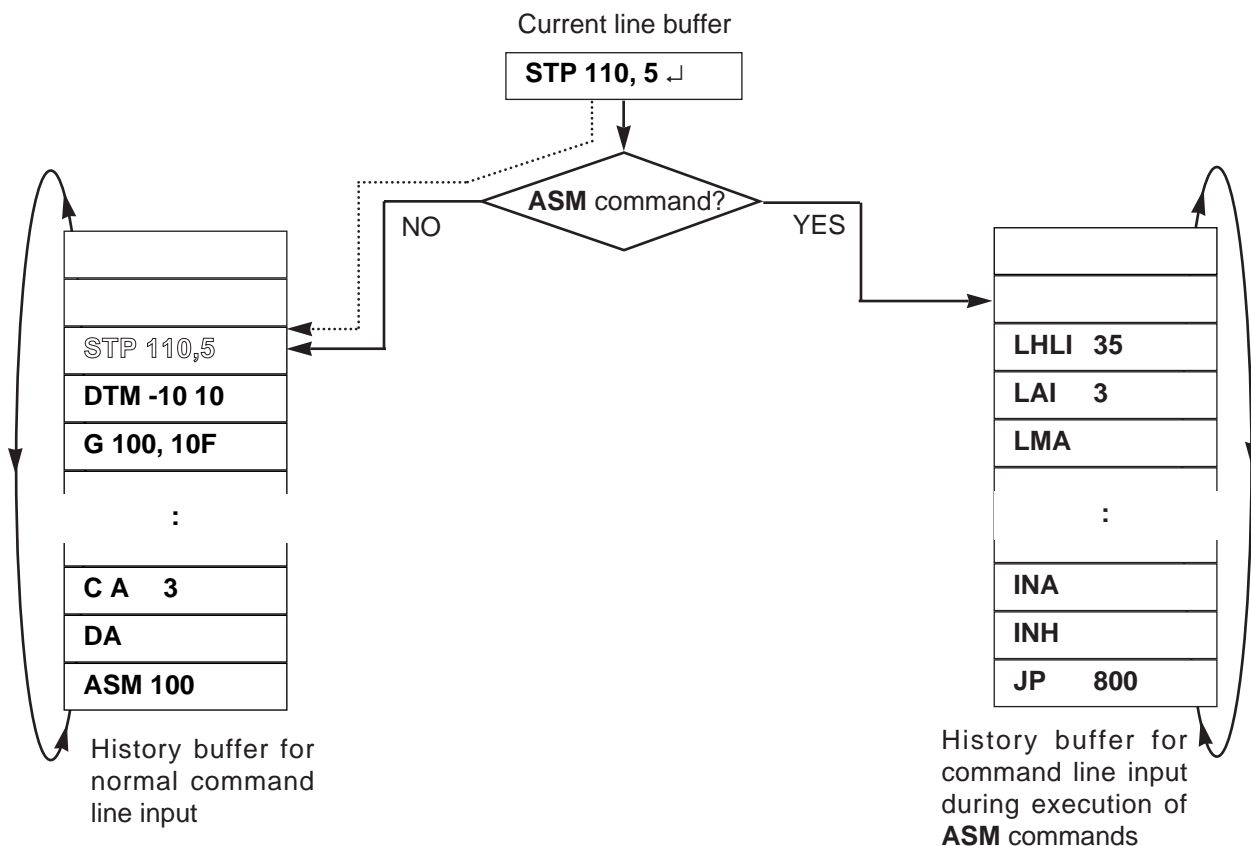 Current line buffer
STP 110, 5 ↵
ASM command?
NO
YES
STP 110,5
DTM -10 10
G 100, 10F
:
C A 3
DA
ASM 100
History buffer for
normal command
line input
LHLI 35
LAI 3
LMA
:
INA
INH
JP 800
History buffer for
command line input
during execution of
ASM commands